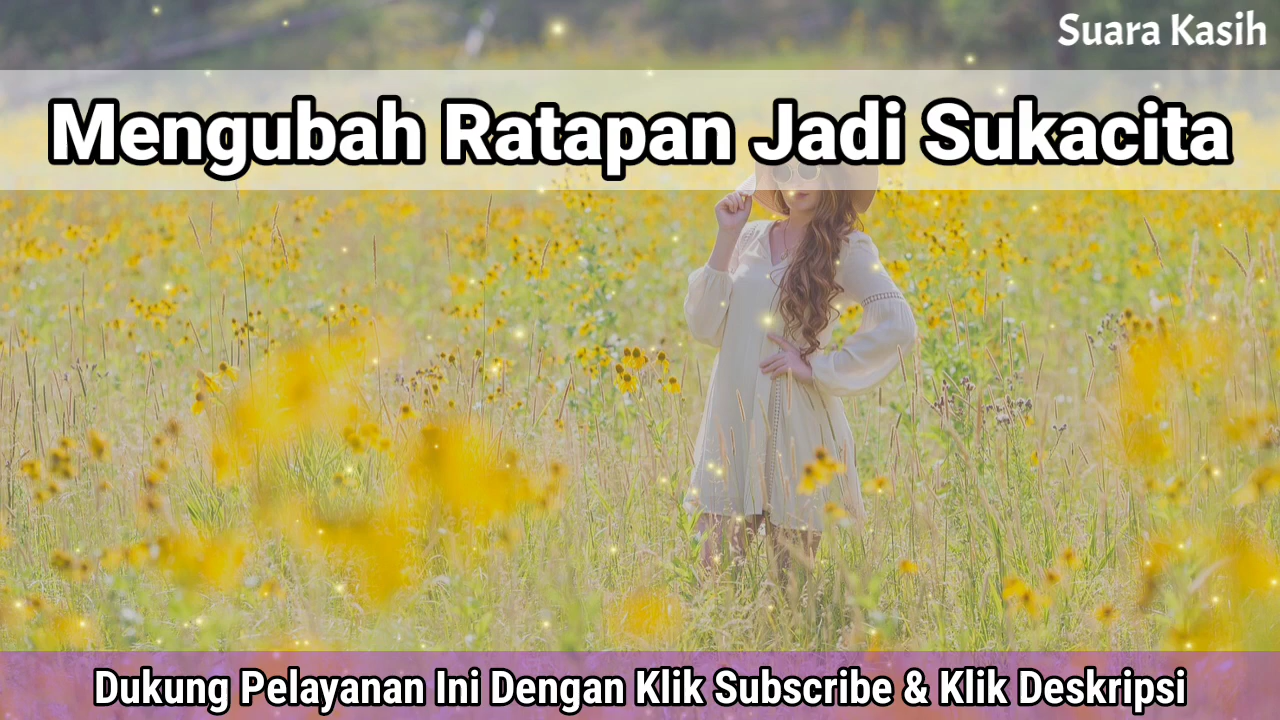 Suara Kasih
Mengubah Ratapan Jadi Sukacita
Dukung Pelayanan Ini Dengan Klik Subscribe & Klik Deskripsi